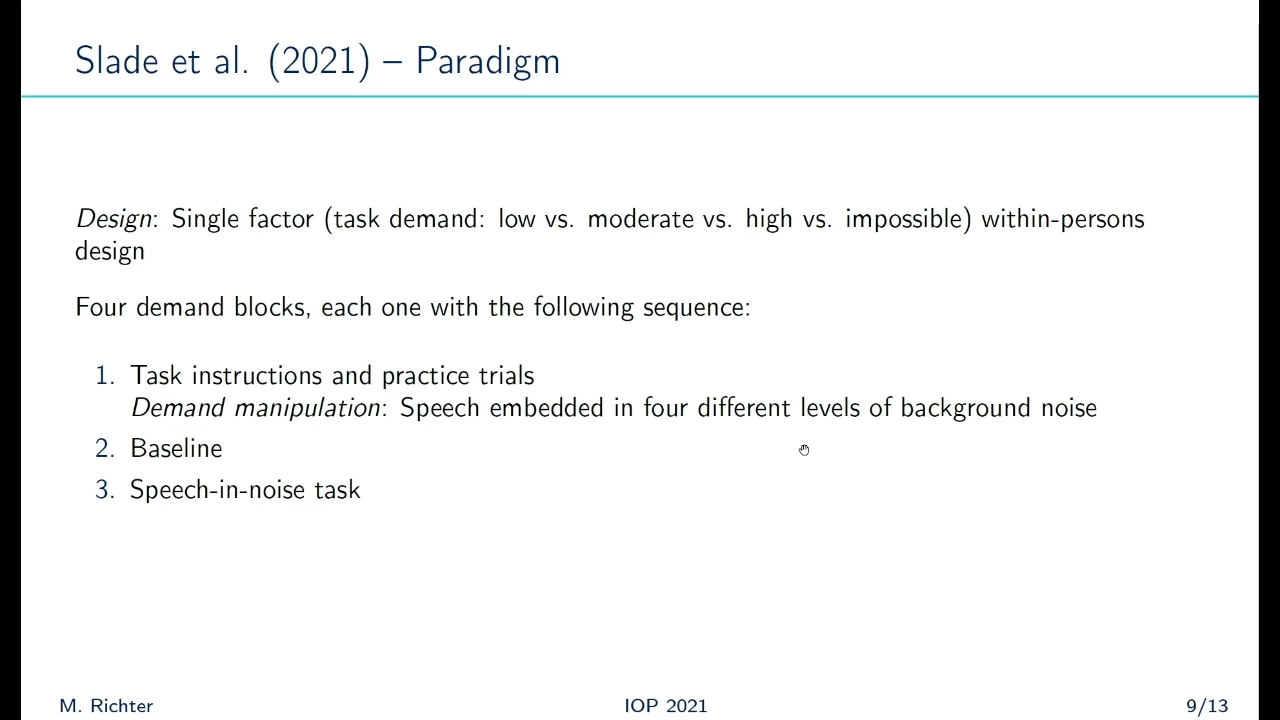 Slade et al. (2021) – Paradigm
Design: Single factor (task demand: low vs. moderate vs. high vs. impossible) within-persons
design
Four demand blocks, each one with the following sequence:
1. Task instructions and practice trials
Demand manipulation: Speech embedded in four different levels of background noise
2. Baseline
3. Speech-in-noise task
M. Richter
IOP 2021
9/13